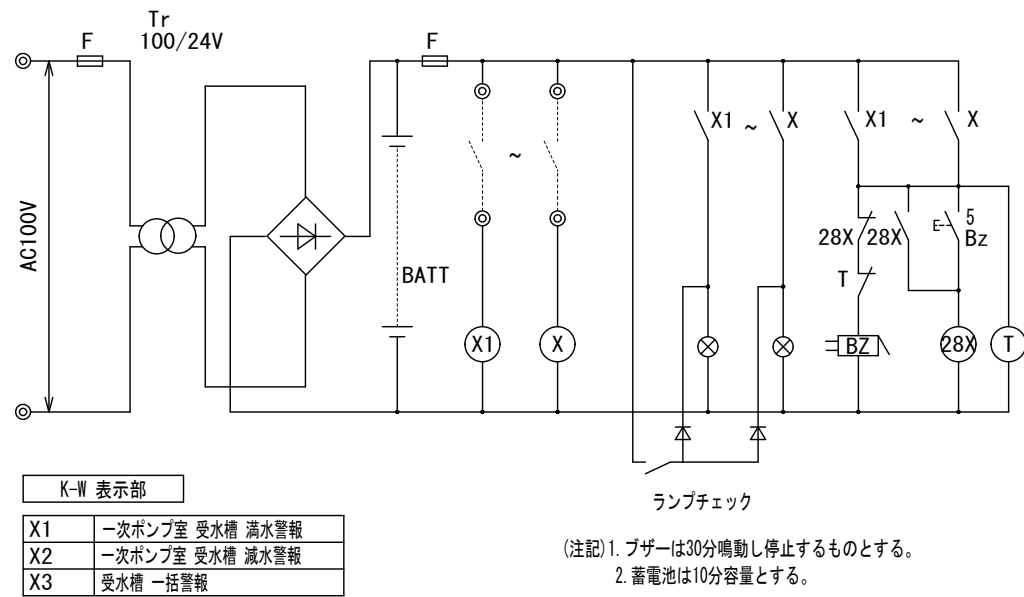 Tr
100/24V
F
F
AC100V
BATT
X1
~
X
X1 ~ X
X1 ~ X
28X
28X
5
E
Bz
T
BZ
28X
T
ランプチェック
K-W 表示部
X1 一次ポンプ室 受水槽 満水警報
X2 一次ポンプ室 受水槽 減水警報
X3 受水槽 一括警報
(注記)1. ブザーは30分鳴動し停止するものとする。
2. 蓄電池は10分容量とする。